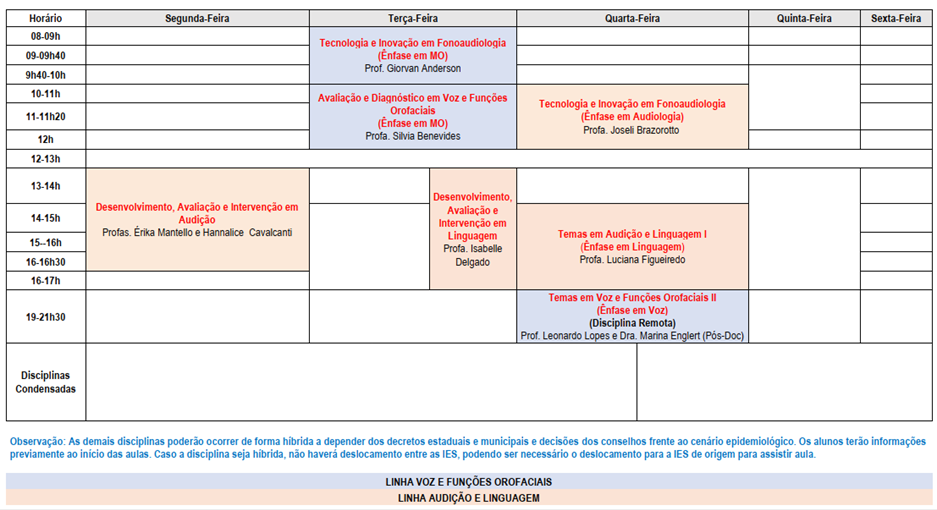 Horário Segunda-Feira Terça-Feira Quarta-Feira Quinta-Feira Sexta-Feira
08-09h
09-09h40
9h40-10h
Tecnologia e Inovação em Fonoaudiologia
(Ênfase em MO)
Prof. Giorvan Anderson
10-11h
11-11h20
12h
Avaliação e Diagnóstico em Voz e Funções
Orofaciais
(Ênfase em MO)
Profa. Silvia Benevides
Tecnologia e Inovação em Fonoaudiologia
(Ênfase em Audiologia)
Profa. Joseli Brazorotto
12-13h
13-14h
14-15h
15--16h
16-16h30
16-17h
Desenvolvimento, Avaliação e Intervenção em
Audição
Profas. Érika Mantello e Hannalice Cavalcanti
Desenvolvimento,
Avaliação e
Intervenção em
Linguagem
Profa. Isabelle
Delgado
Temas em Audição e Linguagem I
(Ênfase em Linguagem)
Profa. Luciana Figueiredo
19-21h30
Temas em Voz e Funções Orofaciais II
(Ênfase em Voz)
(Disciplina Remota)
Prof. Leonardo Lopes e Dra. Marina Englert (Pós-Doc)
Disciplinas
Condensadas
Observação: As demais disciplinas poderão ocorrer de forma híbrida a depender dos decretos estaduais e municipais e decisões dos conselhos frente ao cenário epidemiológico. Os alunos terão informações
previamente ao início das aulas. Caso a disciplina seja híbrida, não haverá deslocamento entre as IES, podendo ser necessário o deslocamento para a IES de origem para assistir aula.
LINHA VOZ E FUNÇÕES OROFACIAIS
LINHA AUDIÇÃO E LINGUAGEM